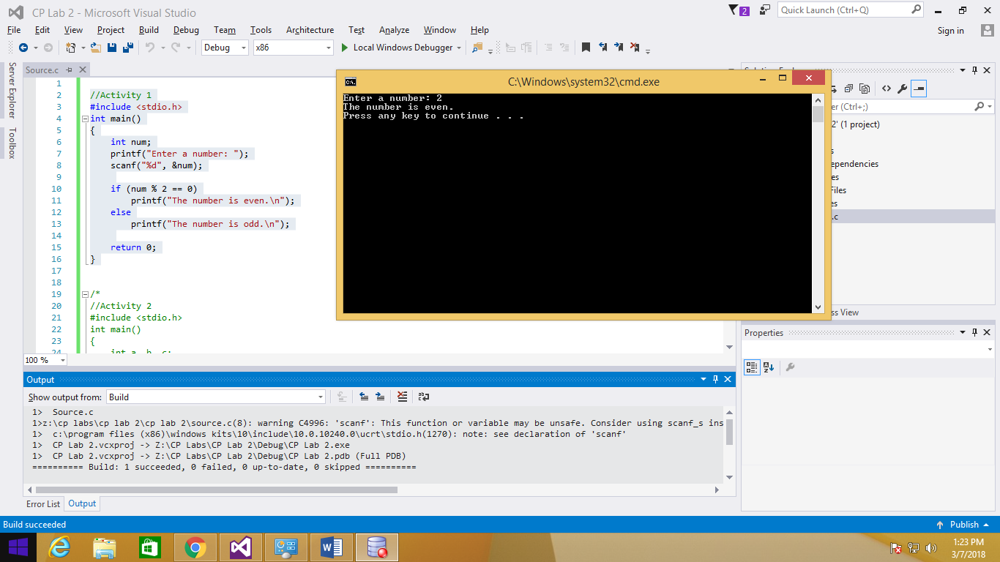 CP Lab 2 - Microsoft Visual Studio
2
Quick Launch (Ctrl+Q)
File Edit View Project Build Debug Team Tools Architecture Test Analyze Window Help
Sign in
Debug x86 Local Windows Debugger
Server Explorer
Toolbox
Source.c
1
2 //Activity 1
3 #include <stdio.h>
4 int main()
5 {
6 int num;
7 printf("Enter a number: ");
8 scanf("%d", &num);
9
10 if (num % 2 == 0)
11 printf("The number is even.\n");
12 else
13 printf("The number is odd.\n");
14
15 return 0;
16 }
17
18
19 /*
20 //Activity 2
21 #include <stdio.h>
22 int main()
23 {
24 int a, b, c;
100 %
C:\Windows\system32\cmd.exe
Enter a number: 2
The number is even.
Press any key to continue . . .
er (Ctrl+;)
2' (1 project)
s
ependencies
es
Files
es
.c
ss View
Properties
Output
Show output from: Build
1> Source.c
1>z:\cp labs\cp lab 2\cp lab 2\source.c(8): warning C4996: 'scanf': This function or variable may be unsafe. Consider using scanf_s ins
1> c:\program files (x86)\windows kits\10\include\10.0.10240.0\ucrt\stdio.h(1270): note: see declaration of 'scanf'
1> CP Lab 2.vcxproj -> Z:\CP Labs\CP Lab 2\Debug\CP Lab 2.exe
1> CP Lab 2.vcxproj -> Z:\CP Labs\CP Lab 2\Debug\CP Lab 2.pdb (Full PDB)
========== Build: 1 succeeded, 0 failed, 0 up-to-date, 0 skipped ==========
Error List Output
Build succeeded
Publish
1:23 PM
3/7/2018